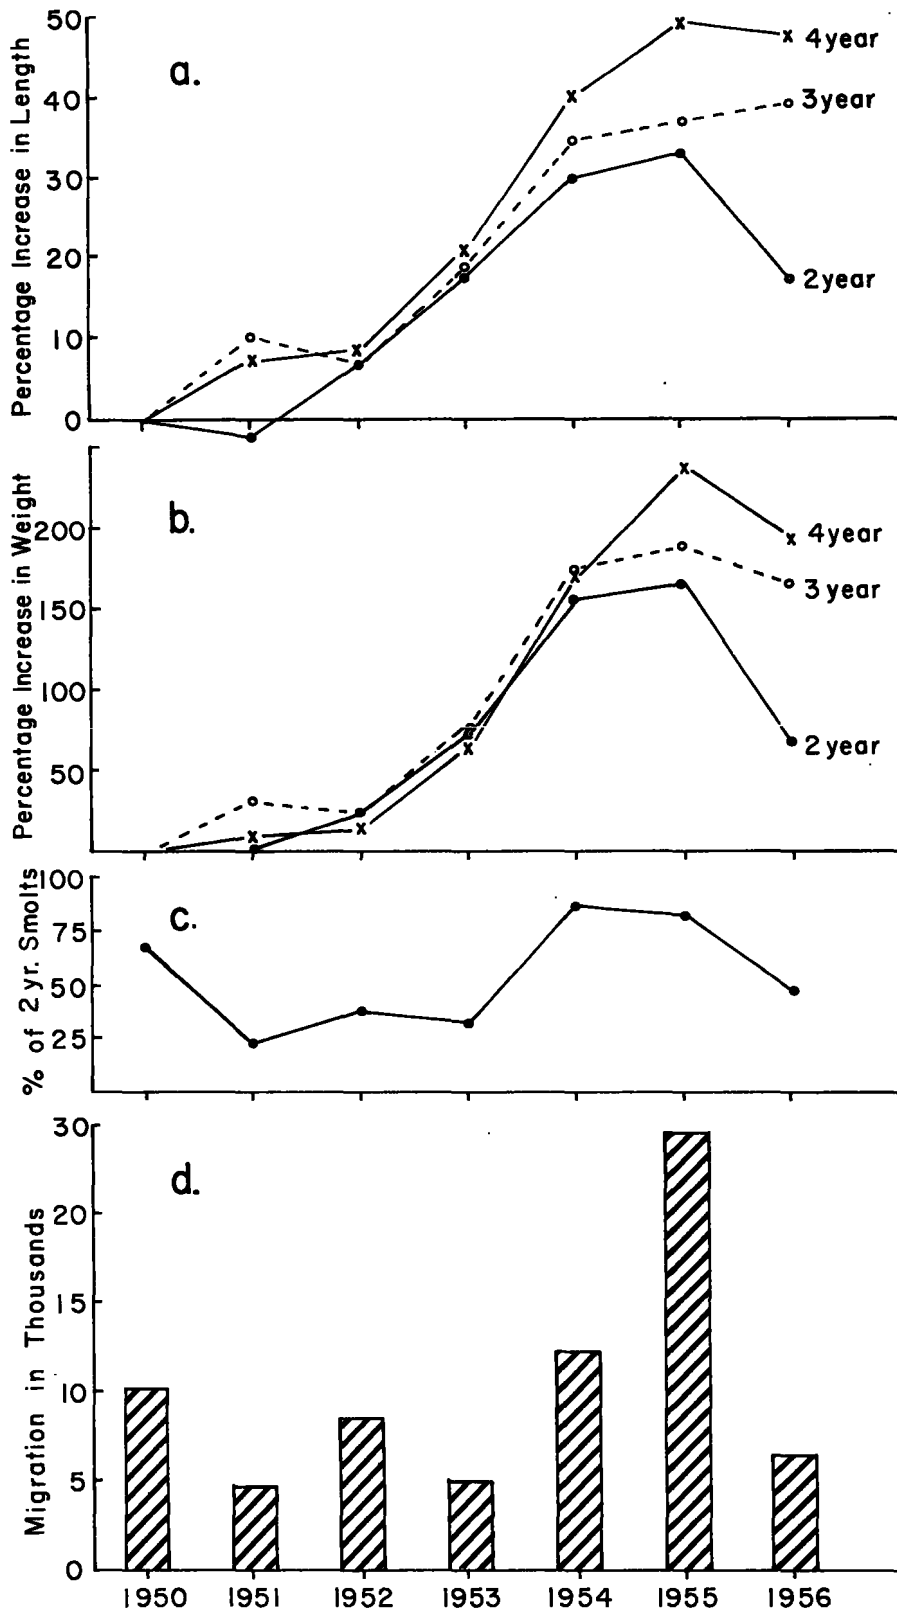 a.
Percentage Increase in Length
50
40
30
20
10
0
4 year
3 year
2 year
b.
Percentage Increase in Weight
200
150
100
50
4 year
3 year
2 year
c.
% of 2 yr. Smolts
100
75
50
25
d.
Migration in Thousands
30
20
15
10
5
0
1950 1951 1952 1953 1954 1955 1956